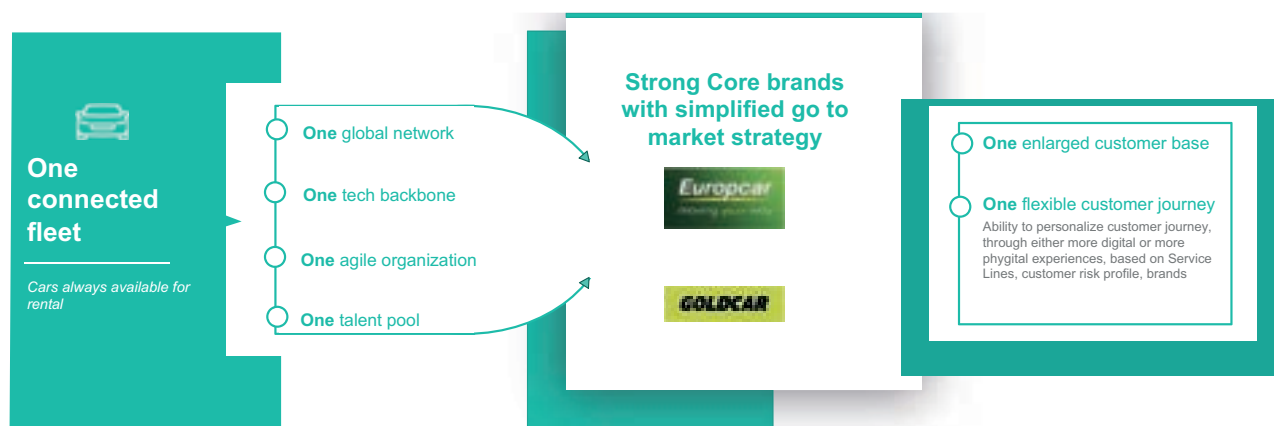 One
connected
fleet
Cars always available for
rental
One global network
One tech backbone
One agile organization
One talent pool
Strong Core brands
with simplified go to
market strategy
Europcar
GOLDCAR
One enlarged customer base
One flexible customer journey
Ability to personalize customer journey,
through either more digital or more
phygital experiences, based on Service
Lines, customer risk profile, brands